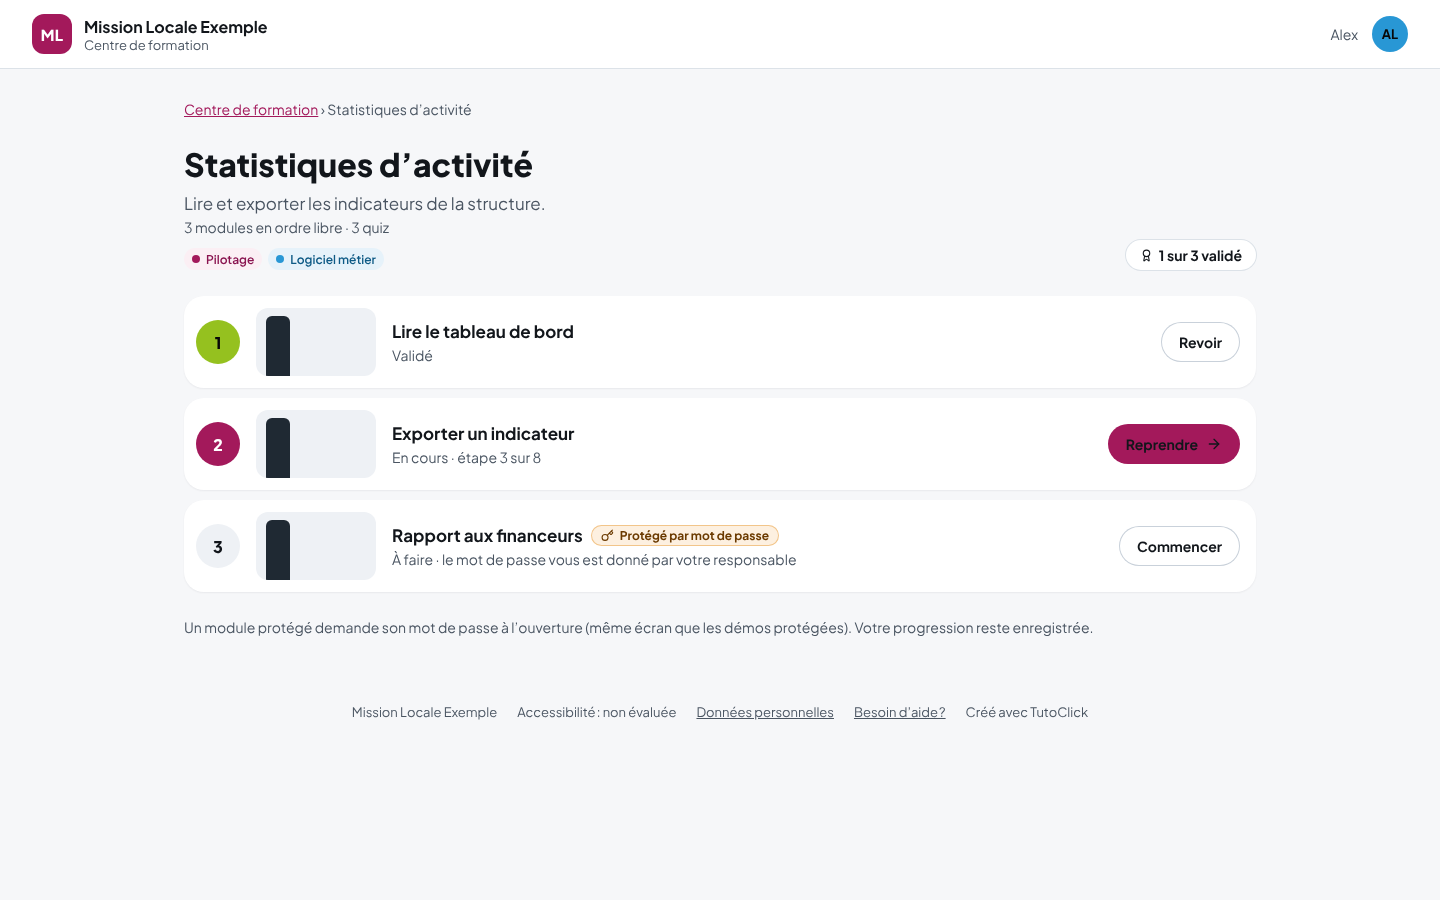 ML
Mission Locale Exemple
Centre de formation
Alex
AL
Centre de formation › Statistiques d’activité
Statistiques d’activité
Lire et exporter les indicateurs de la structure.
3 modules en ordre libre · 3 quiz
Pilotage
Logiciel métier
1 sur 3 validé
1
Lire le tableau de bord
Validé
Revoir
2
Exporter un indicateur
En cours · étape 3 sur 8
Reprendre →
3
Rapport aux financeurs
Protégé par mot de passe
À faire · le mot de passe vous est donné par votre responsable
Commencer
Un module protégé demande son mot de passe à l’ouverture (même écran que les démos protégées). Votre progression reste enregistrée.
Mission Locale Exemple
Accessibilité : non évaluée
Données personnelles
Besoin d’aide ?
Créé avec TutoClick